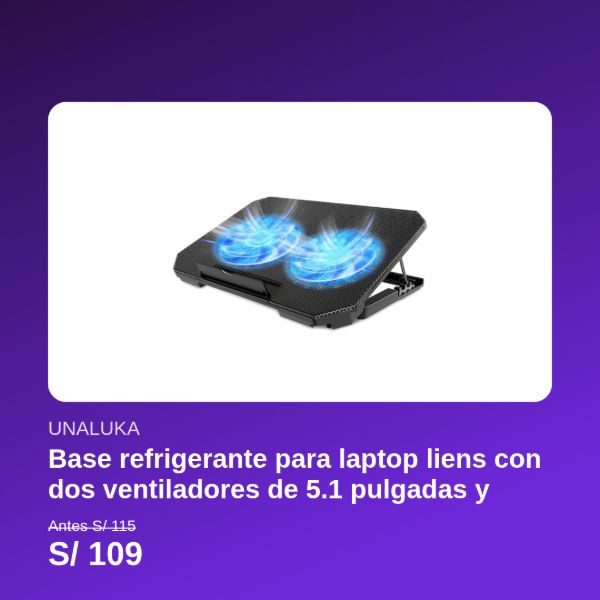 UNALUKA
Base refrigerante para laptop liens con
dos ventiladores de 5.1 pulgadas y
Antes S/ 115
S/ 109